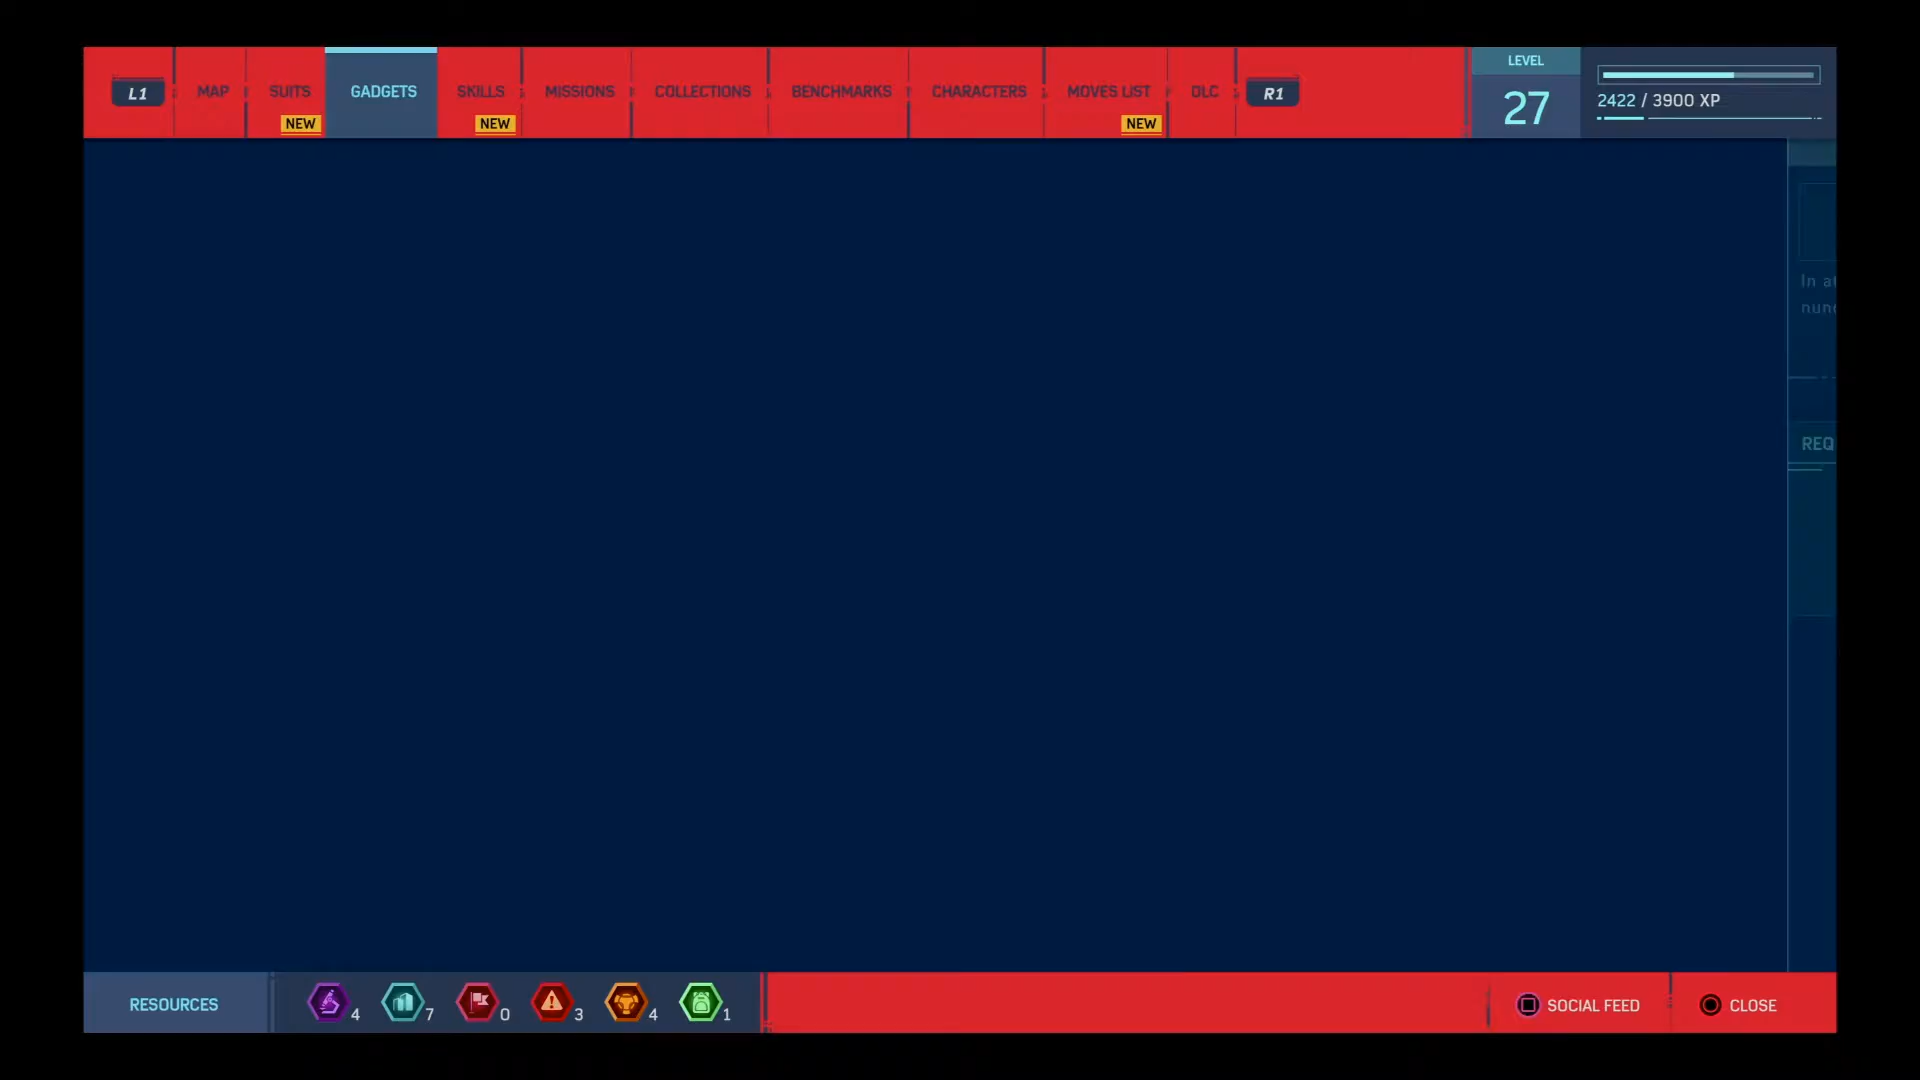 L1 MAP SUITS GADGETS SKILLS MISSIONS COLLECTIONS BENCHMARKS CHARACTERS MOVES LIST DLC R1
NEW NEW NEW
LEVEL
27
2422 / 3900 XP
In
REQ
RESOURCES 4 7 0 3 4 1 SOCIAL FEED CLOSE